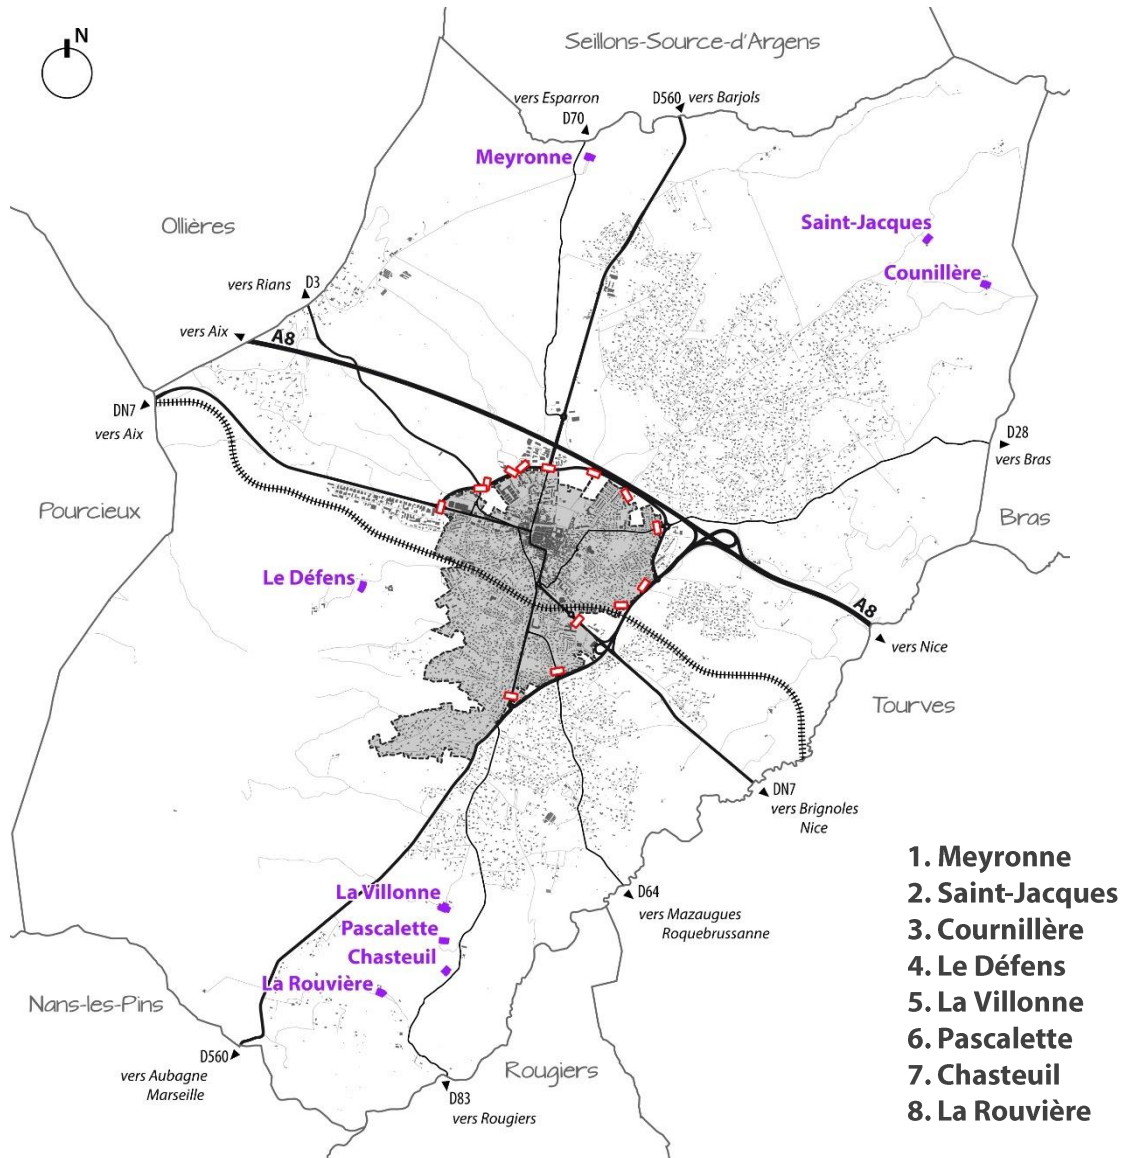 N
Seillons-Source-d'Argens
vers Esparron
D70
D560
vers Barjols
Meyronne
Ollières
Saint-Jacques
Counillère
vers Rians
D3
vers Aix
A8
DN7
vers Aix
D28
vers Bras
Pourcieux
Bras
Le Défens
A8
vers Nice
Tourves
DN7
vers Brignoles
Nice
La Villonne
D64
vers Mazaugues
Roquebrussanne
Pascalette
Chasteuil
La Rouvière
Nans-les-Pins
D560
vers Aubagne
Marseille
Rougiers
D83
vers Rougiers
1. Meyronne
2. Saint-Jacques
3. Cournillère
4. Le Défens
5. La Villonne
6. Pascalette
7. Chasteuil
8. La Rouvière